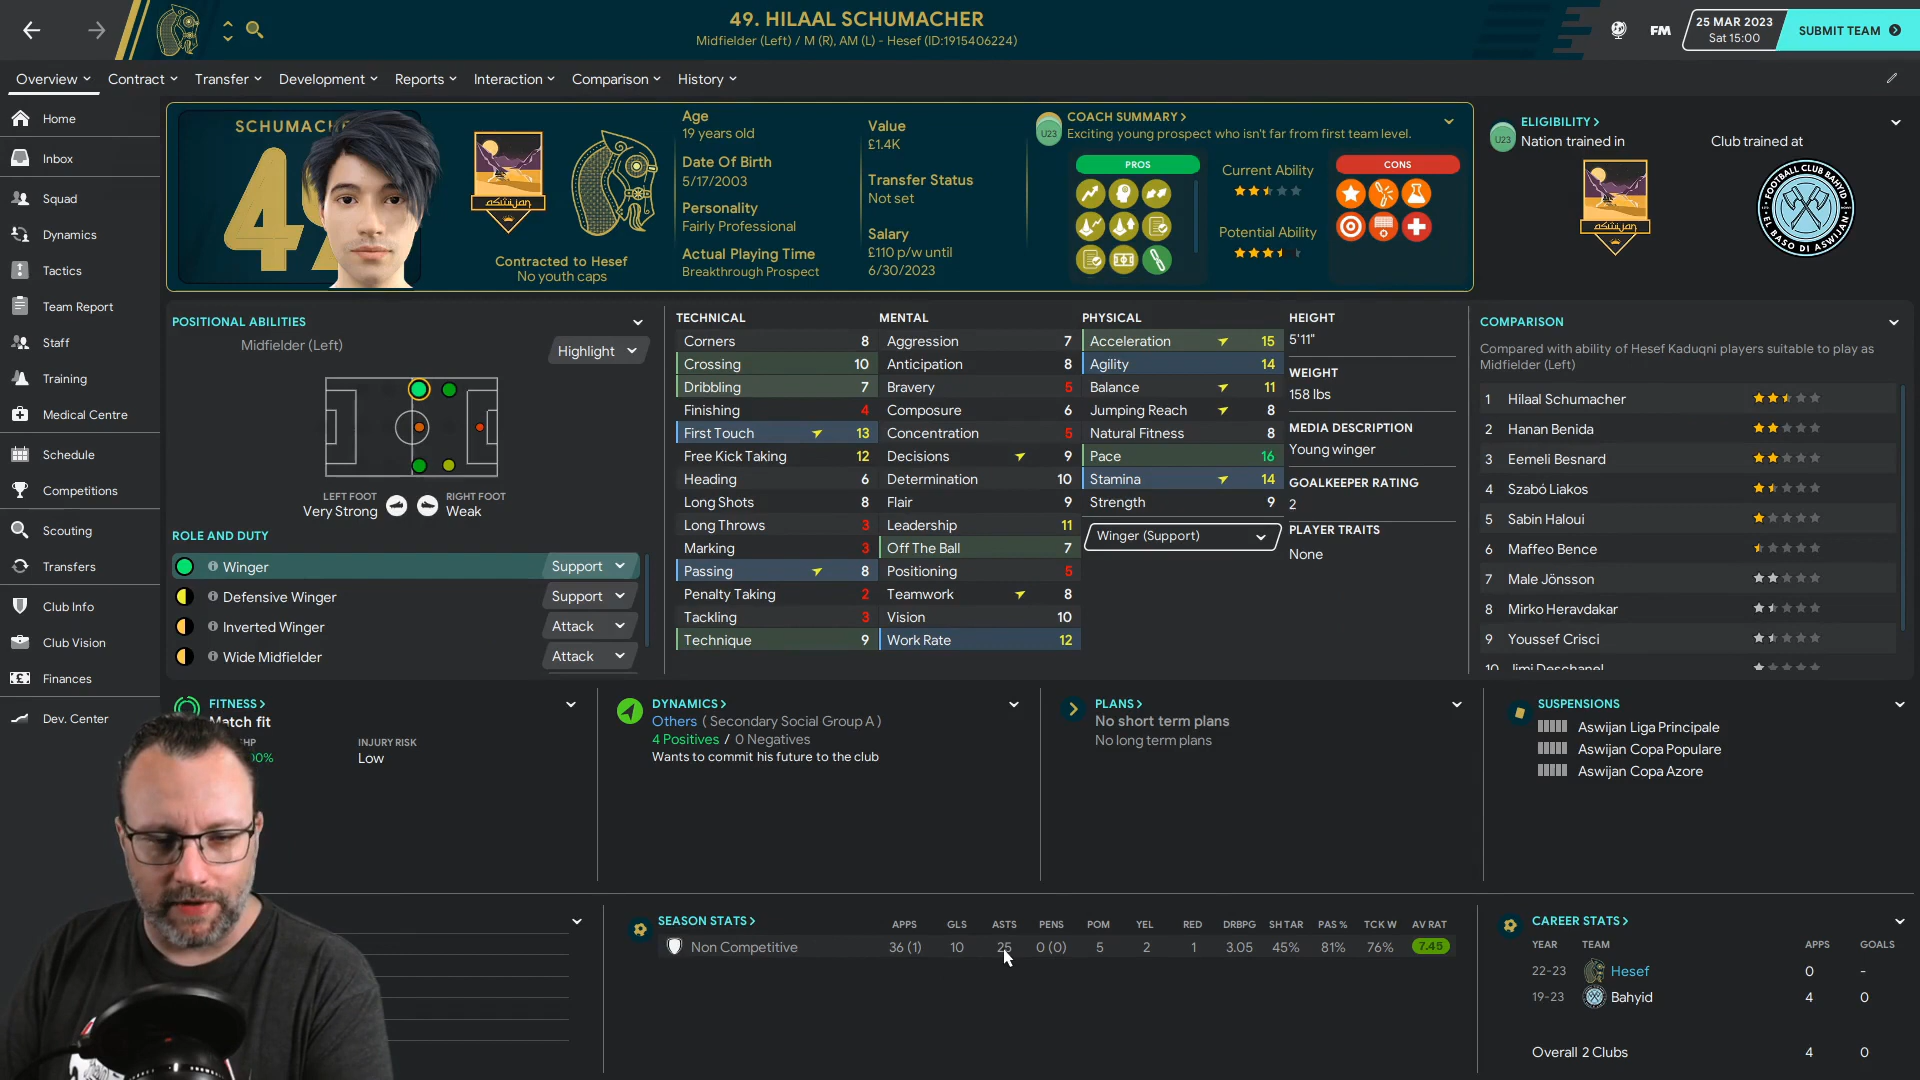 49. HILAAL SCHUMACHER
Midfielder (Left) / M (R), AM (L) - Hesef (ID:1915406224)
FM
25 MAR 2023
Sat 15:00
SUBMIT TEAM
Overview Contract Transfer Development Reports Interaction Comparison History
Home
Inbox
Squad
Dynamics
Tactics
Team Report
Staff
Training
Medical Centre
Schedule
Competitions
Scouting
Transfers
Club Info
Club Vision
Finances
Dev. Center
SCHUMACHE
49
aswijan
Contracted to Hesef
No youth caps
Age
19 years old
Date Of Birth
5/17/2003
Personality
Fairly Professional
Actual Playing Time
Breakthrough Prospect
Value
£1.4K
Transfer Status
Not set
Salary
£110 p/w until
6/30/2023
U23
COACH SUMMARY >
Exciting young prospect who isn't far from first team level.
PROS
Current Ability
Potential Ability
CONS
U23
ELIGIBILITY >
Nation trained in
Club trained at
aswijan
FOOTBALL CLUB BAHYID
EL BASO DI ASWIJAN
POSITIONAL ABILITIES
Midfielder (Left)
Highlight
LEFT FOOT
Very Strong
RIGHT FOOT
Weak
ROLE AND DUTY
Winger Support
Defensive Winger Support
Inverted Winger Attack
Wide Midfielder Attack
TECHNICAL
Corners 8
Crossing 10
Dribbling 7
Finishing 4
First Touch 13
Free Kick Taking 12
Heading 6
Long Shots 8
Long Throws 3
Marking 3
Passing 8
Penalty Taking 2
Tackling 3
Technique 9
MENTAL
Aggression 7
Anticipation 8
Bravery 5
Composure 6
Concentration 5
Decisions 9
Determination 10
Flair 9
Leadership 11
Off The Ball 7
Positioning 5
Teamwork 8
Vision 10
Work Rate 12
PHYSICAL
Acceleration 15
Agility 14
Balance 11
Jumping Reach 8
Natural Fitness 8
Pace 16
Stamina 14
Strength 9
Winger (Support)
HEIGHT
5'11"
WEIGHT
158 lbs
MEDIA DESCRIPTION
Young winger
GOALKEEPER RATING
2
PLAYER TRAITS
None
COMPARISON
Compared with ability of Hesef Kaduqni players suitable to play as
Midfielder (Left)
1 Hilaal Schumacher
2 Hanan Benida
3 Eemeli Besnard
4 Szabó Liakos
5 Sabin Haloui
6 Maffeo Bence
7 Male Jönsson
8 Mirko Heravdakar
9 Youssef Crisci
10 Jimi Deschanel
FITNESS >
Match fit
00%
INJURY RISK
Low
DYNAMICS >
Others ( Secondary Social Group A )
4 Positives / 0 Negatives
Wants to commit his future to the club
PLANS >
No short term plans
No long term plans
SUSPENSIONS
Aswijan Liga Principale
Aswijan Copa Populare
Aswijan Copa Azore
SEASON STATS > APPS GLS ASTS PENS POM YEL RED DRBPG SH TAR PAS % TCK W AV RAT
Non Competitive 36 (1) 10 25 0 (0) 5 2 1 3.05 45% 81% 76% 7.45
CAREER STATS >
YEAR TEAM APPS GOALS
22-23 Hesef 0 -
19-23 Bahyid 4 0
Overall 2 Clubs 4 0